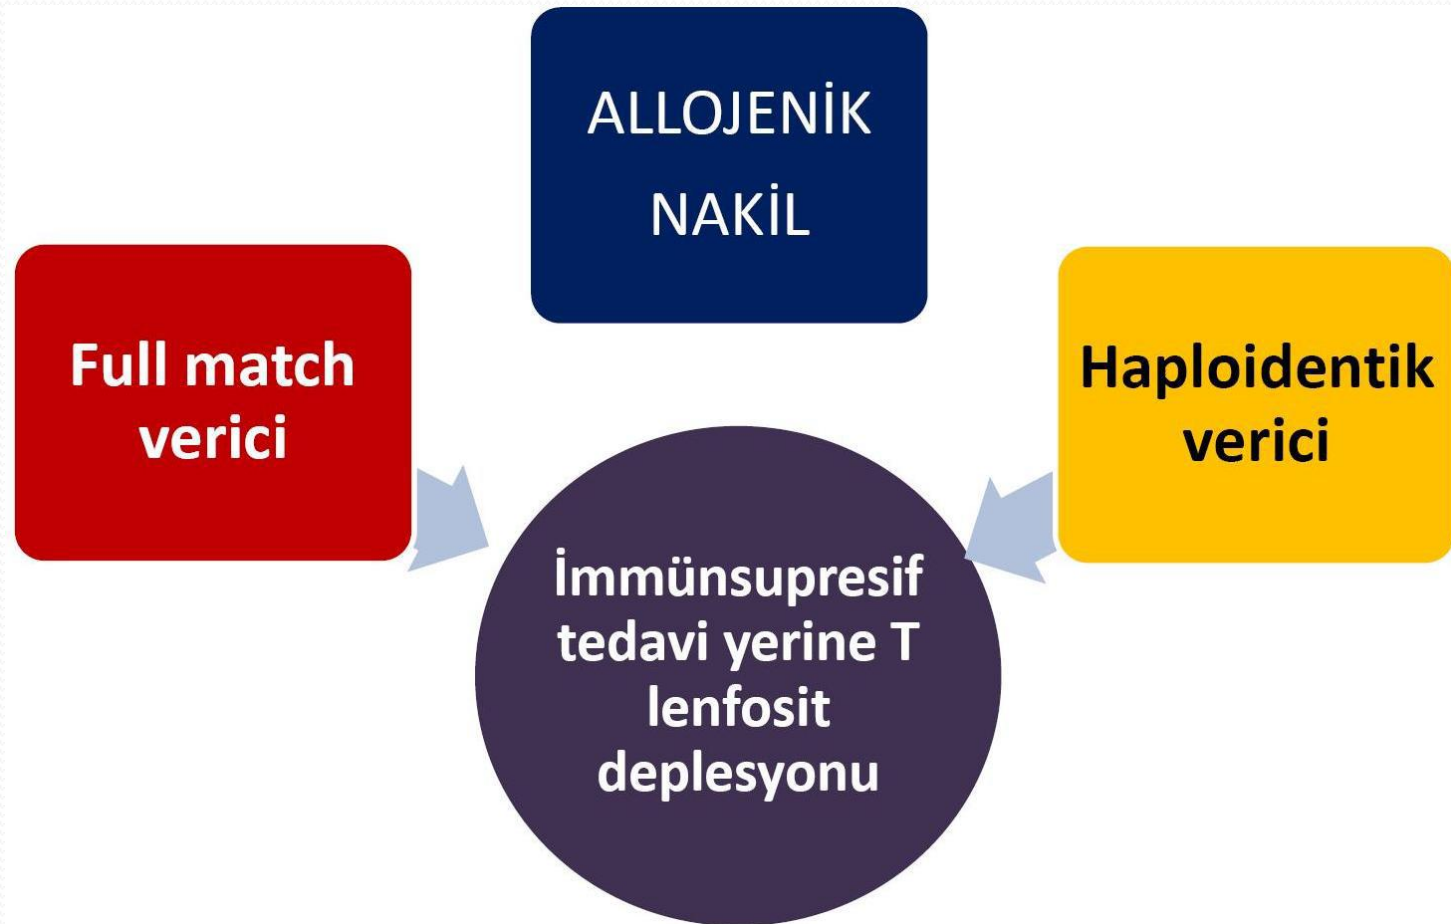 ALLOJENİK
NAKİL
Full match
verici
Haploidentik
verici
İmmünsupresif
tedavi yerine T
lenfosit
deplesyonu